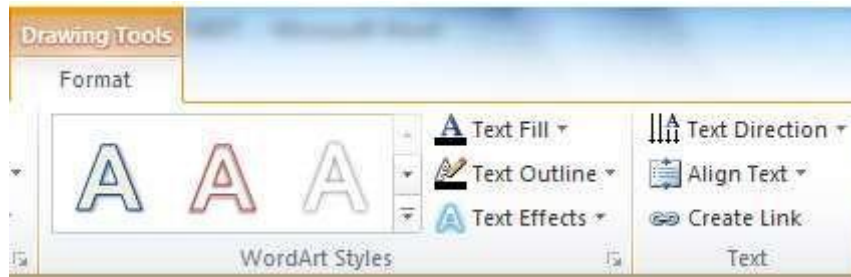 Drawing Tools
Format
A A A
A Text Fill
Text Outline
A Text Effects
WordArt Styles
A Text Direction
Align Text
Create Link
Text